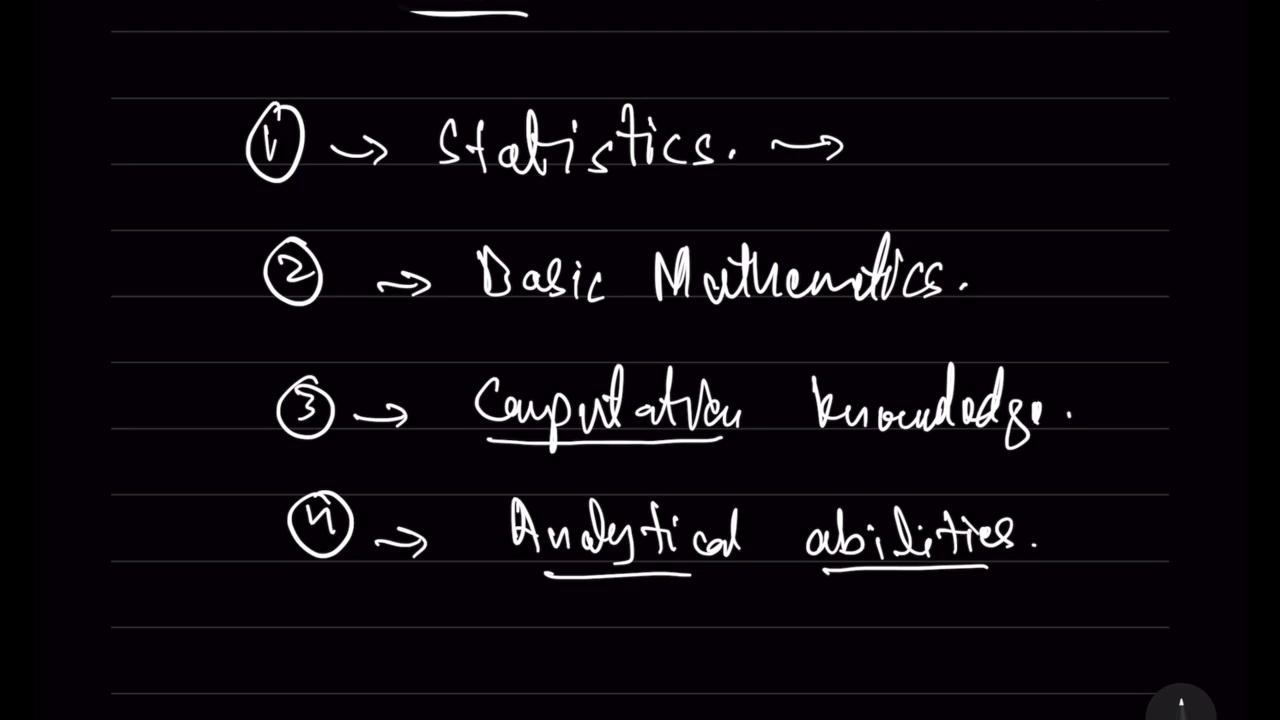 ① → Statistics. →
② → Basic Mathematics.
③ → Computation knowledge.
④ → Analytical abilities.